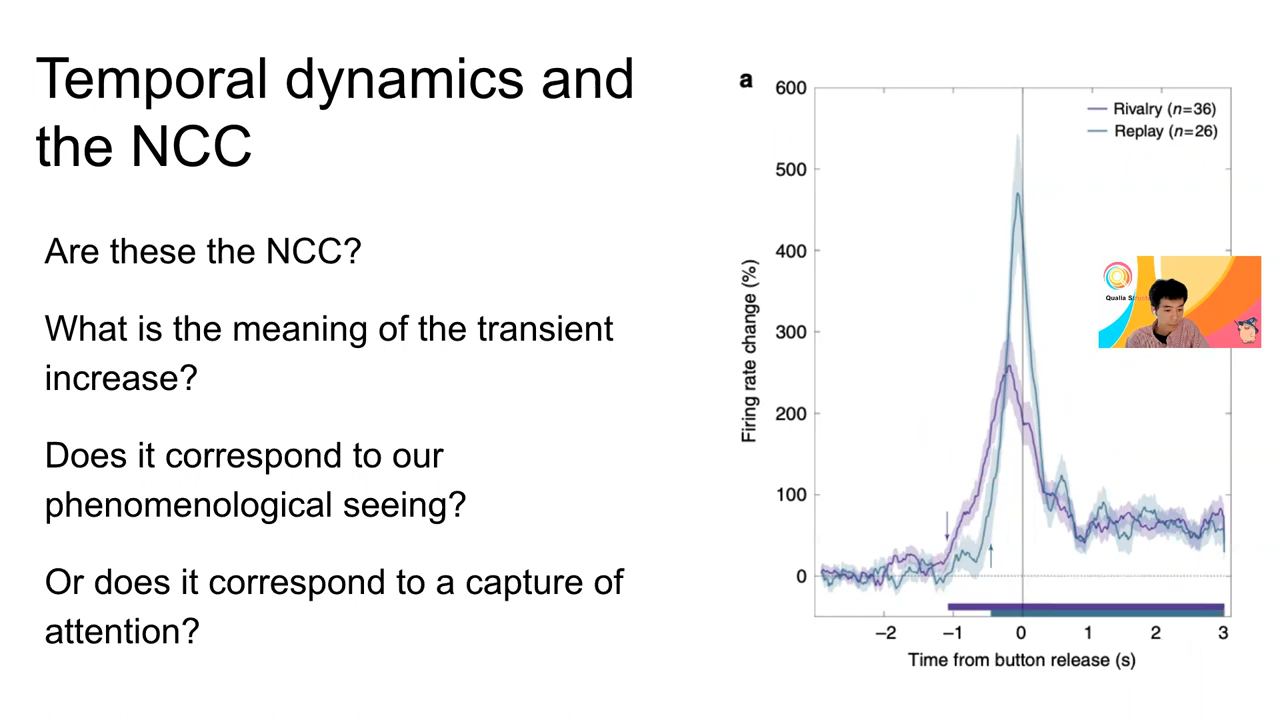 Temporal dynamics and
the NCC
Are these the NCC?
What is the meaning of the transient
increase?
Does it correspond to our
phenomenological seeing?
Or does it correspond to a capture of
attention?
a
Rivalry (n=36)
Replay (n=26)
Firing rate change (%)
600
500
400
300
200
100
0
−2 −1 0 1 2 3
Time from button release (s)
Qualia